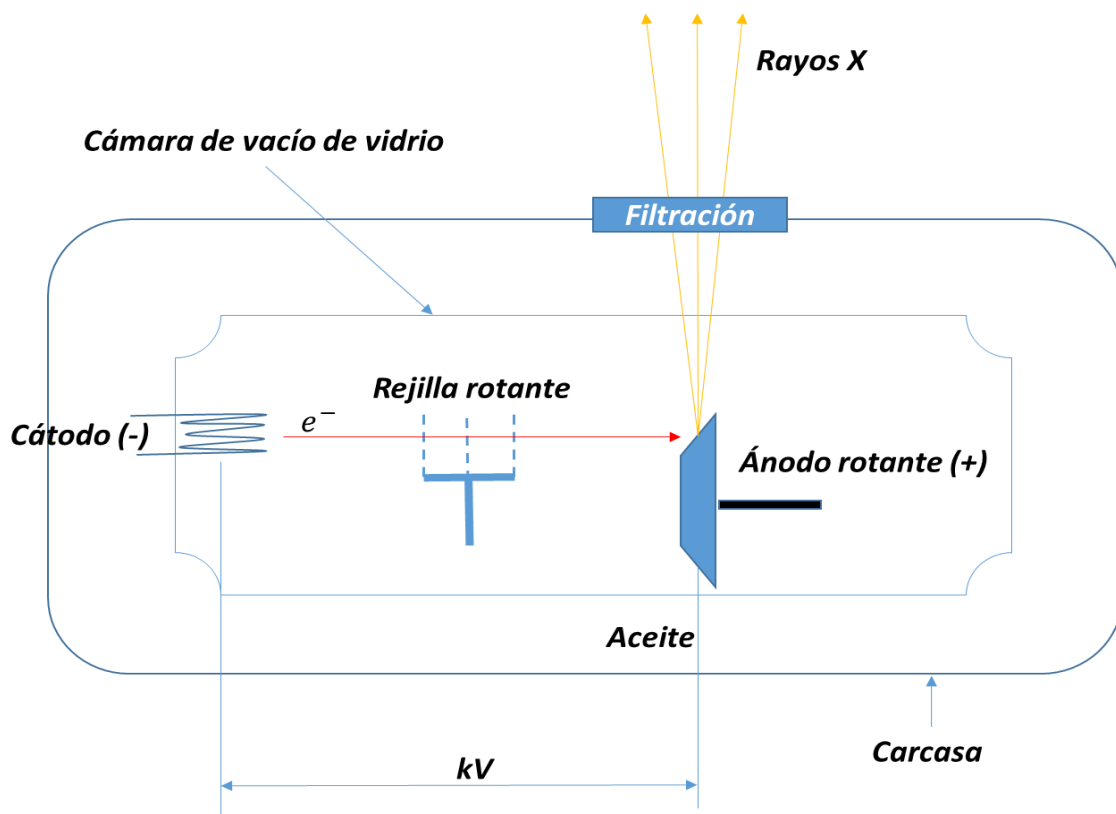 Rayos X
Cámara de vacío de vidrio
Filtración
Rejilla rotante
e⁻
Cátodo (-)
Ánodo rotante (+)
Aceite
Carcasa
kV